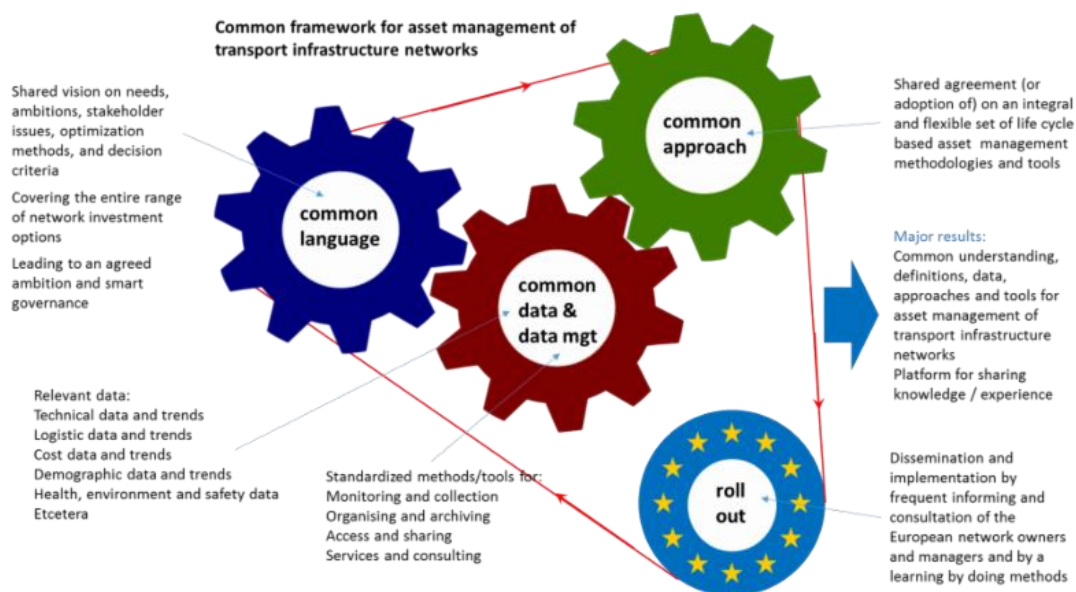 Common framework for asset management of
transport infrastructure networks
Shared vision on needs,
ambitions, stakeholder
issues, optimization
methods, and decision
criteria
Covering the entire range
of network investment
options
Leading to an agreed
ambition and smart
governance
common
language
common
approach
common
data &
data mgt
Shared agreement (or
adoption of) on an integral
and flexible set of life cycle
based asset management
methodologies and tools
Major results:
Common understanding,
definitions, data,
approaches and tools for
asset management of
transport infrastructure
networks
Platform for sharing
knowledge / experience
Relevant data:
Technical data and trends
Logistic data and trends
Cost data and trends
Demographic data and trends
Health, environment and safety data
Etcetera
Standardized methods/tools for:
Monitoring and collection
Organising and archiving
Access and sharing
Services and consulting
roll
out
Dissemination and
implementation by
frequent informing and
consultation of the
European network owners
and managers and by a
learning by doing methods